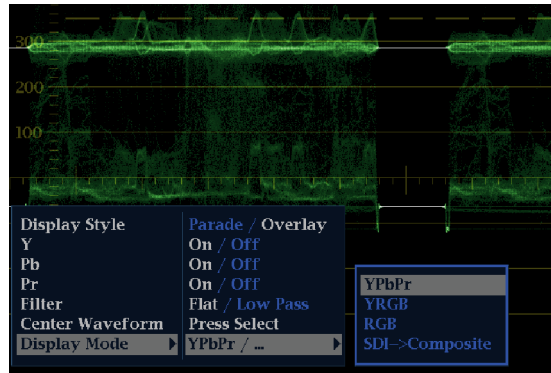 300
200
100
Display Style Parade / Overlay
Y On / Off
Pb On / Off
Pr On / Off
Filter Flat / Low Pass
Center Waveform Press Select
Display Mode YPbPr / ...
YPbPr
YRGB
RGB
SDI->Composite